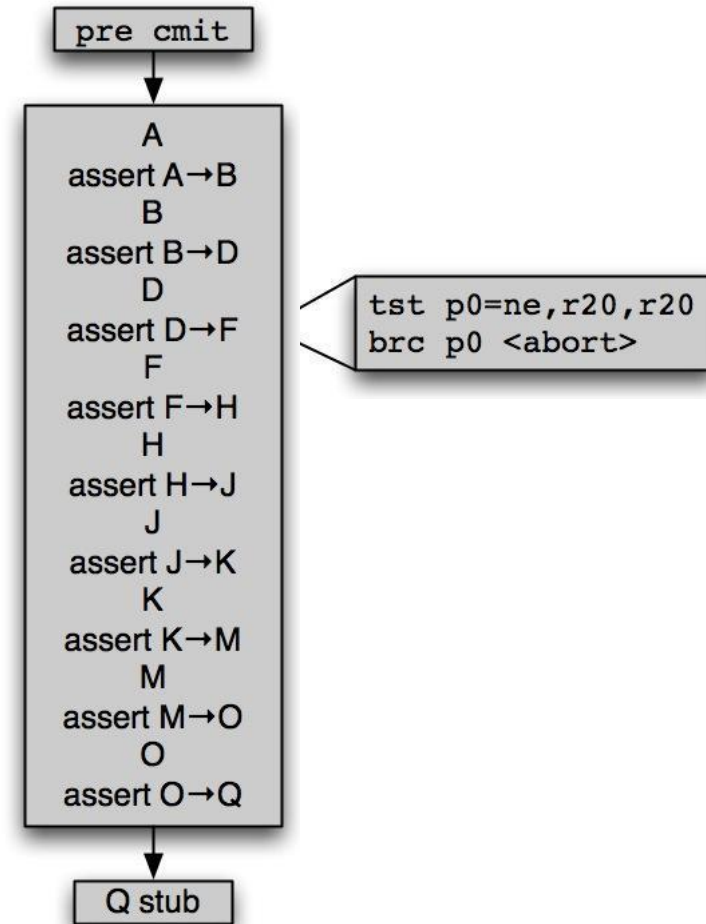 pre cmit
A
assert A→B
B
assert B→D
D
assert D→F
F
assert F→H
H
assert H→J
J
assert J→K
K
assert K→M
M
assert M→O
O
assert O→Q
Q stub
tst p0=ne,r20,r20
brc p0 <abort>